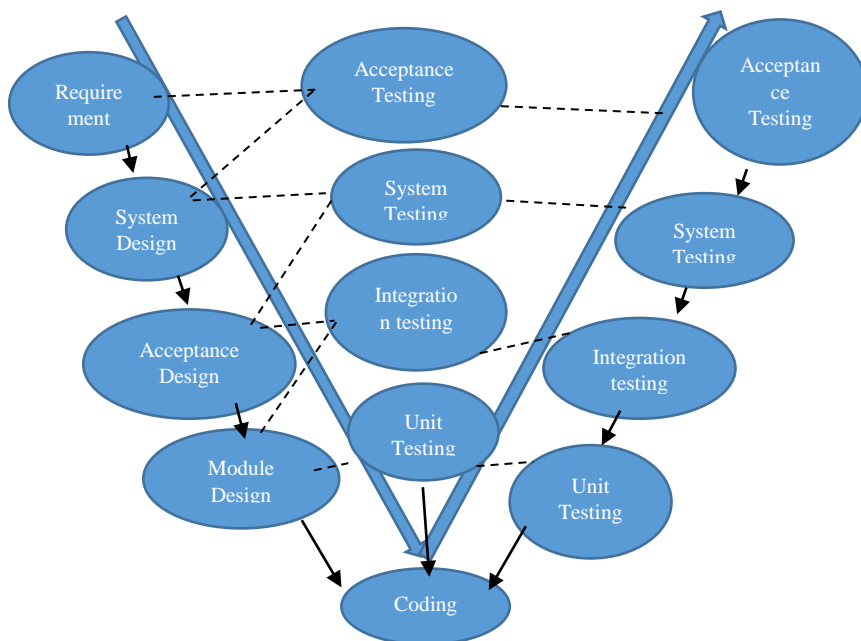 Require
ment
Acceptance
Testing
Acceptan
ce
Testing
System
Design
System
Testing
System
Testing
Acceptance
Design
Integratio
n testing
Integration
testing
Module
Design
Unit
Testing
Unit
Testing
Coding